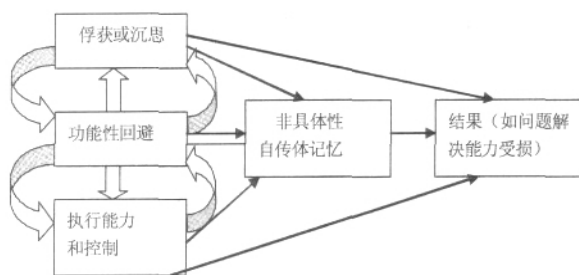 俘获或沉思
功能性回避
非具体性
自传体记忆
结果（如问题解
决能力受损）
执行能力
和控制